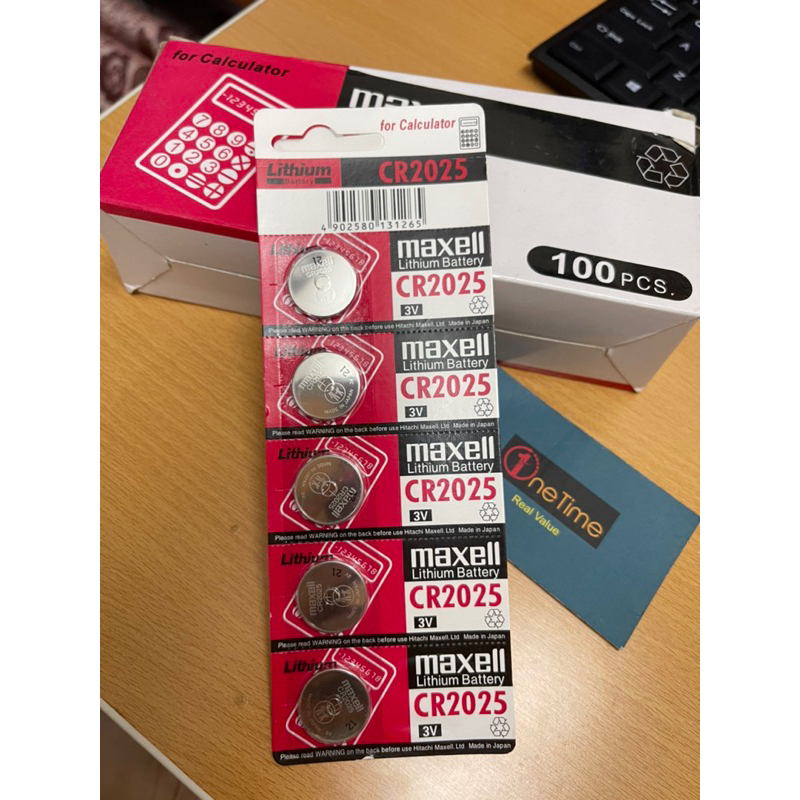 for Calculator
100PCS.
for Calculator
Lithium
Battery
CR2025
4 902580 131265
maxell
Lithium Battery
CR2025
3V
Please read WARNING on the back before use Hitachi Maxell.Ltd Made in Japan
maxell
Lithium Battery
CR2025
3V
Please read WARNING on the back before use Hitachi Maxell.Ltd Made in Japan
Lithium
maxell
Lithium Battery
CR2025
3V
Please read WARNING on the back before use Hitachi Maxell.Ltd Made in Japan
Lithium
maxell
CR2025
maxell
Lithium Battery
CR2025
3V
Please read WARNING on the back before use Hitachi Maxell.Ltd Made in Japan
Lithium
maxell
CR2025
21
maxell
Lithium Battery
CR2025
3V
Please read WARNING on the back before use Hitachi Maxell.Ltd Made in Japan
OneTime
Real Value